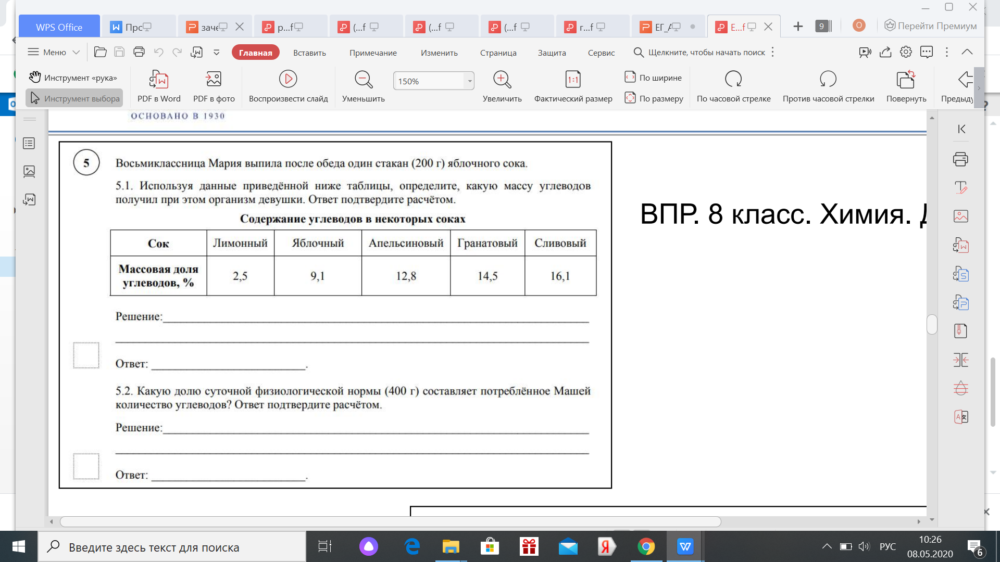 WPS Office
Прс
заче
р...f
(...f
(...f
(...f
г...f
ЕГ_А
Е...f
9
О
Перейти Премиум
Меню
Главная
Вставить
Примечание
Изменить
Страница
Защита
Сервис
Щелкните, чтобы начать поиск
Инструмент «рука»
Инструмент выбора
PDF в Word
PDF в фото
Воспроизвести слайд
Уменьшить
150%
Увеличить
1:1
Фактический размер
По ширине
По размеру
По часовой стрелке
Против часовой стрелки
Повернуть
Предыду
ОСНОВАНО В 1930
5
Восьмиклассница Мария выпила после обеда один стакан (200 г) яблочного сока.
5.1. Используя данные приведённой ниже таблицы, определите, какую массу углеводов
получил при этом организм девушки. Ответ подтвердите расчётом.
Содержание углеводов в некоторых соках
Сок Лимонный Яблочный Апельсиновый Гранатовый Сливовый
Массовая доля
углеводов, % 2,5 9,1 12,8 14,5 16,1
Решение:
Ответ: .
5.2. Какую долю суточной физиологической нормы (400 г) составляет потреблённое Машей
количество углеводов? Ответ подтвердите расчётом.
Решение:
Ответ: .
ВПР. 8 класс. Химия. Д
Введите здесь текст для поиска
РУС
10:26
08.05.2020
6